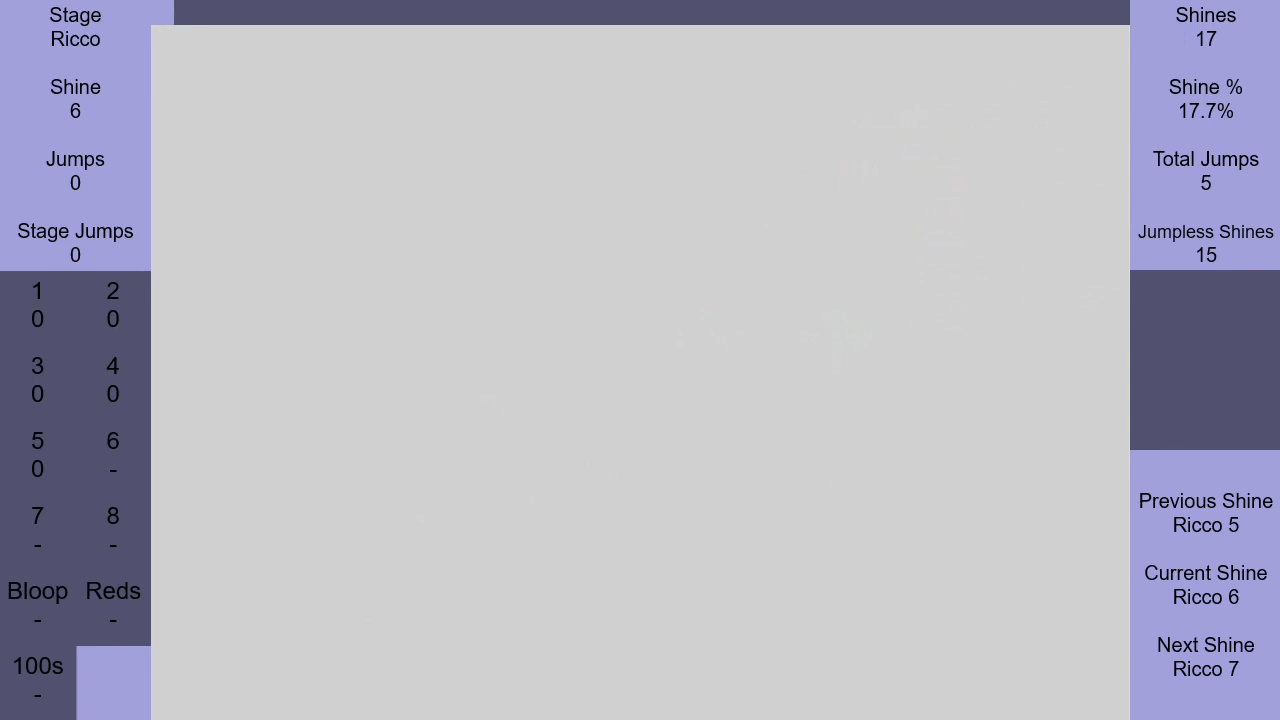 Stage
Ricco
Shine
6
Jumps
0
Stage Jumps
0
1 2
0 0
3 4
0 0
5 6
0 -
7 8
- -
Bloop Reds
- -
100s
-
Shines
17
Shine %
17.7%
Total Jumps
5
Jumpless Shines
15
Previous Shine
Ricco 5
Current Shine
Ricco 6
Next Shine
Ricco 7